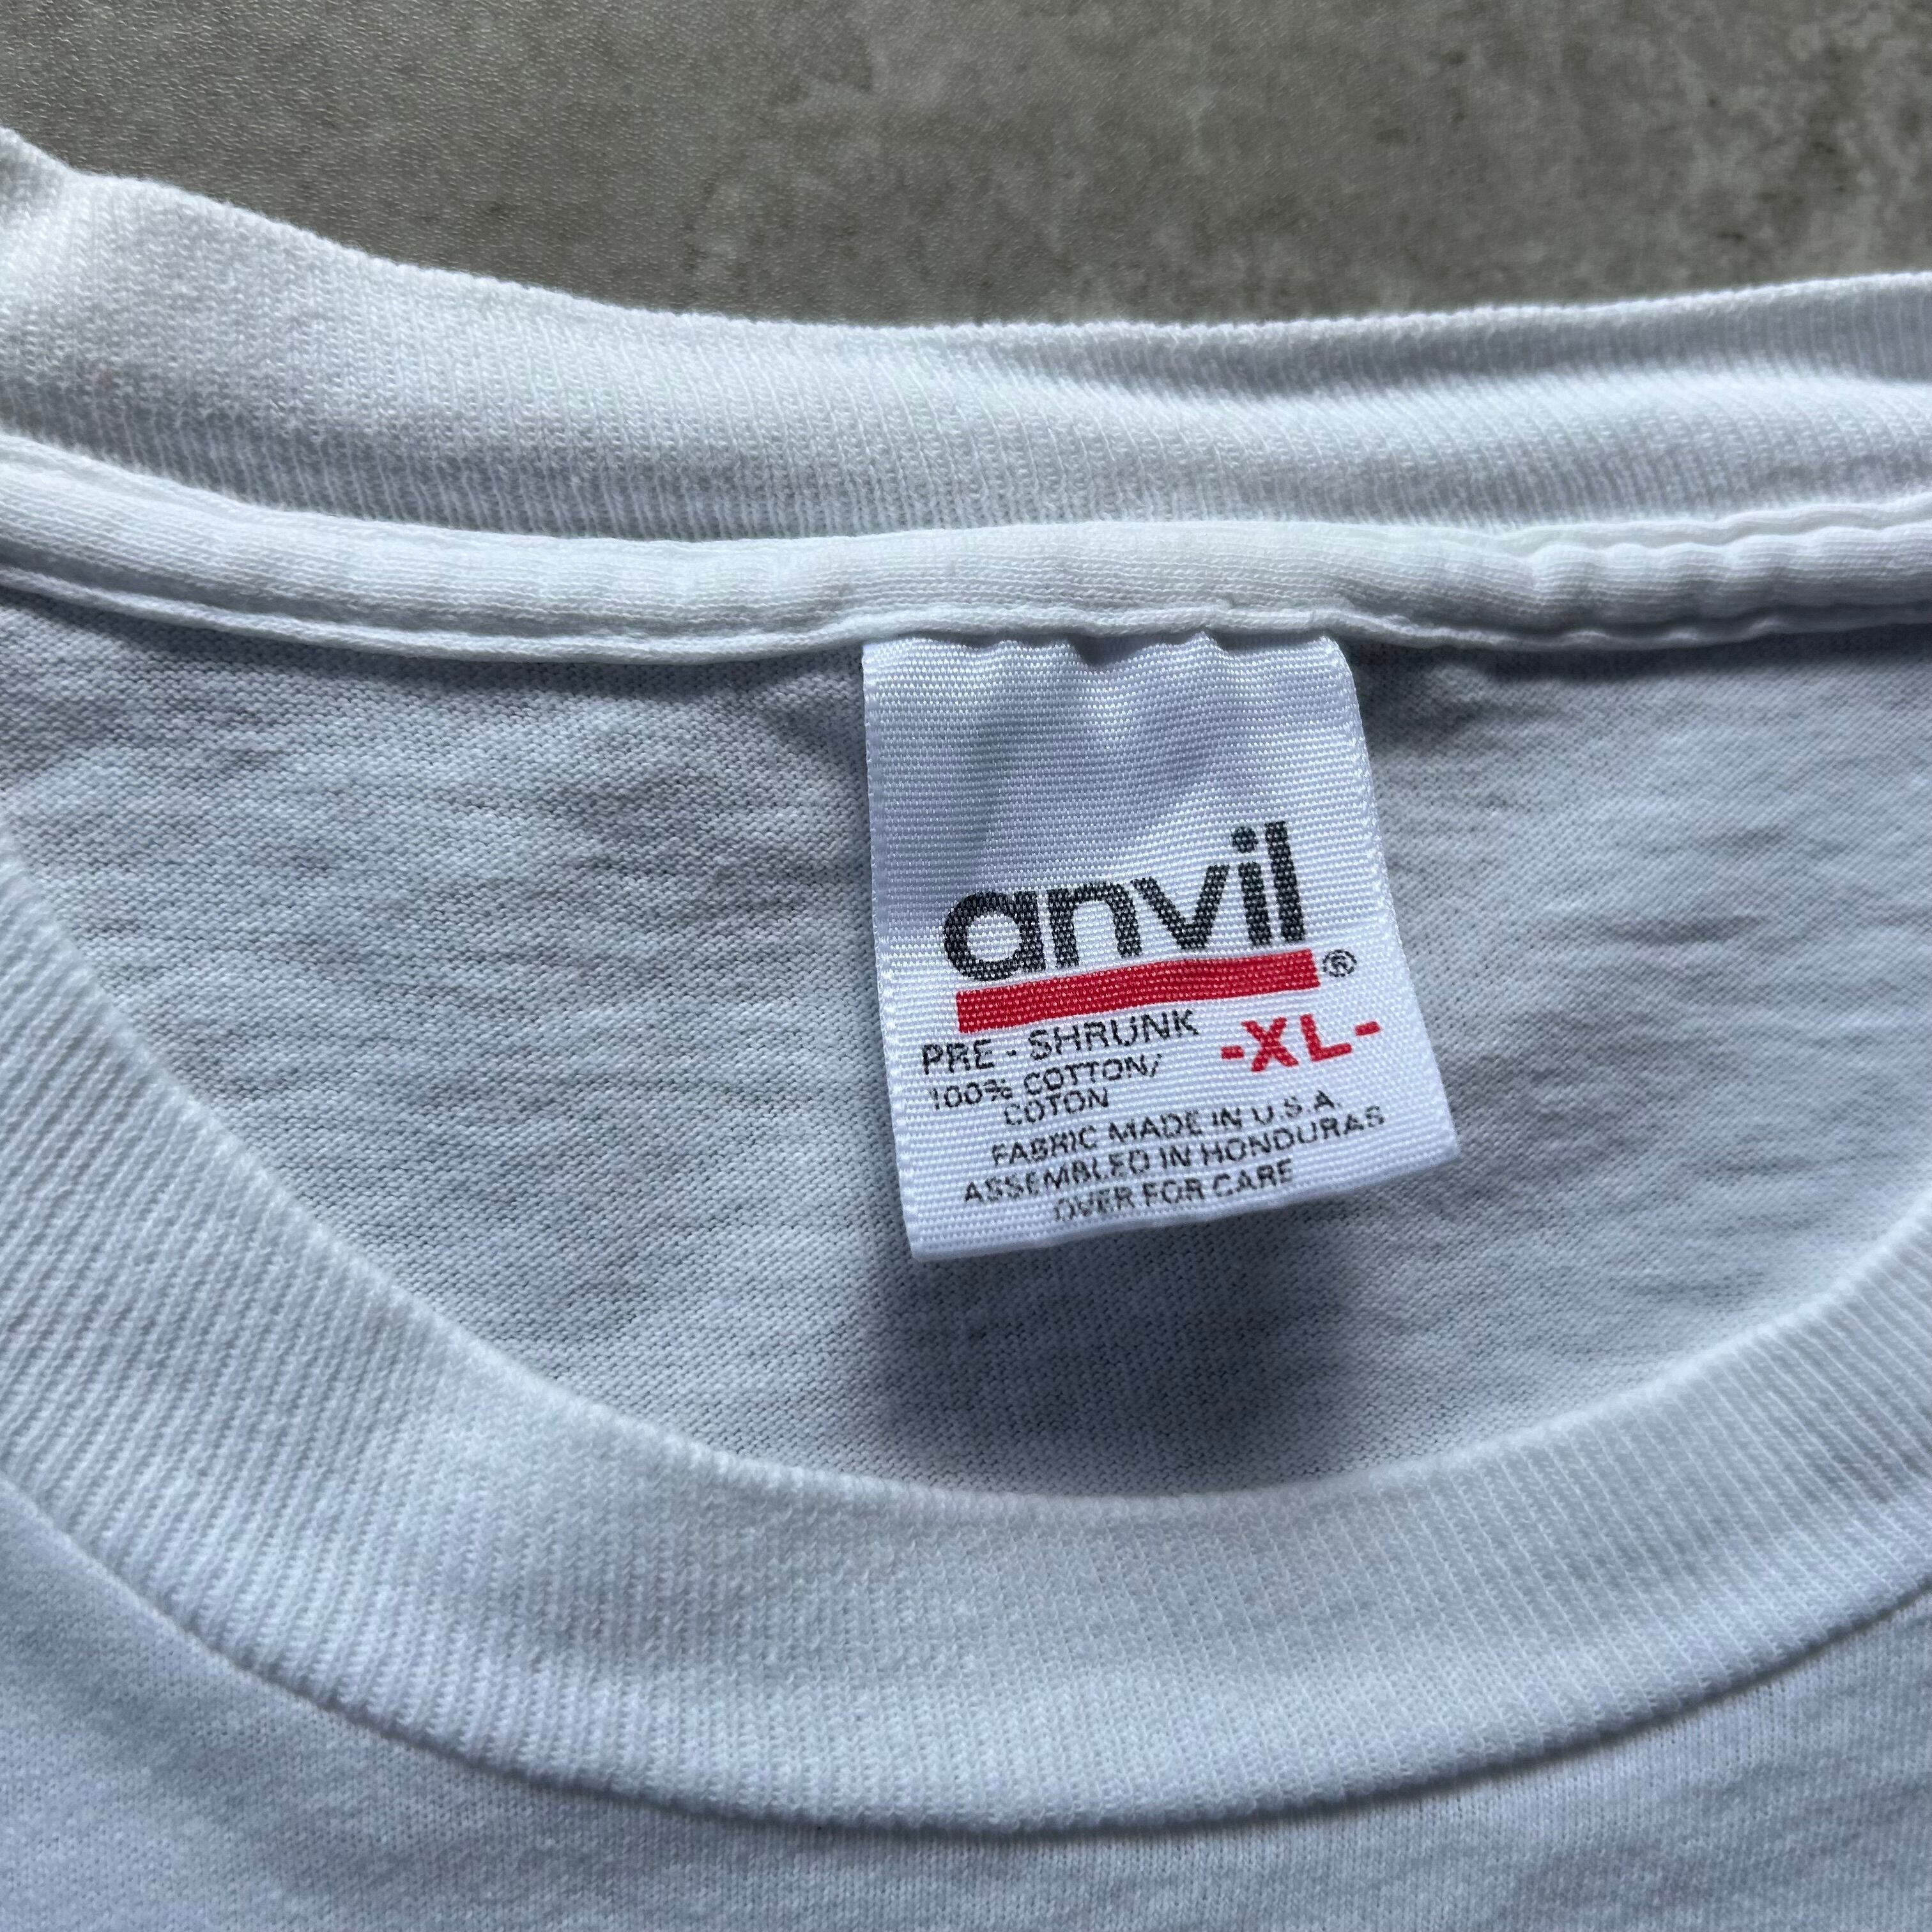 anvil®
PRE - SHRUNK -XL-
100% COTTON/
COTON
FABRIC MADE IN U.S.A.
ASSEMBLED IN HONDURAS
OVER FOR CARE